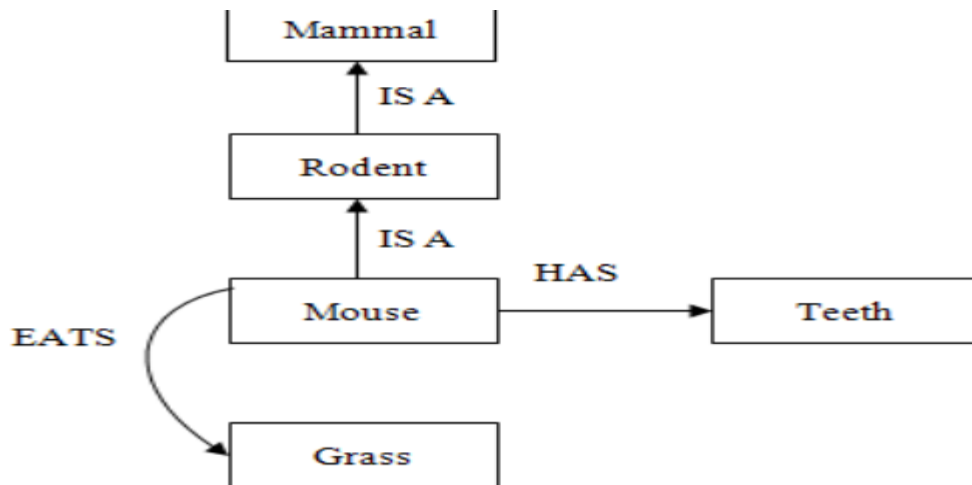 Mammal
IS A
Rodent
IS A
HAS
Mouse
Teeth
EATS
Grass